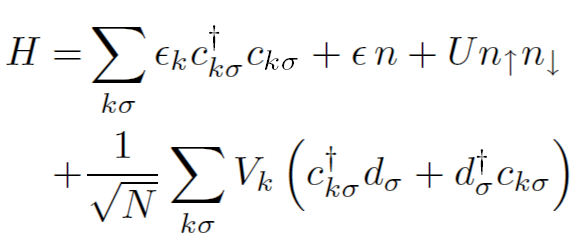 H = \sum_{k\sigma} \epsilon_k c^\dagger_{k\sigma} c_{k\sigma} + \epsilon \, n + U n_\uparrow n_\downarrow
+ \frac{1}{\sqrt{N}} \sum_{k\sigma} V_k \left( c^\dagger_{k\sigma} d_\sigma + d^\dagger_\sigma c_{k\sigma} \right)